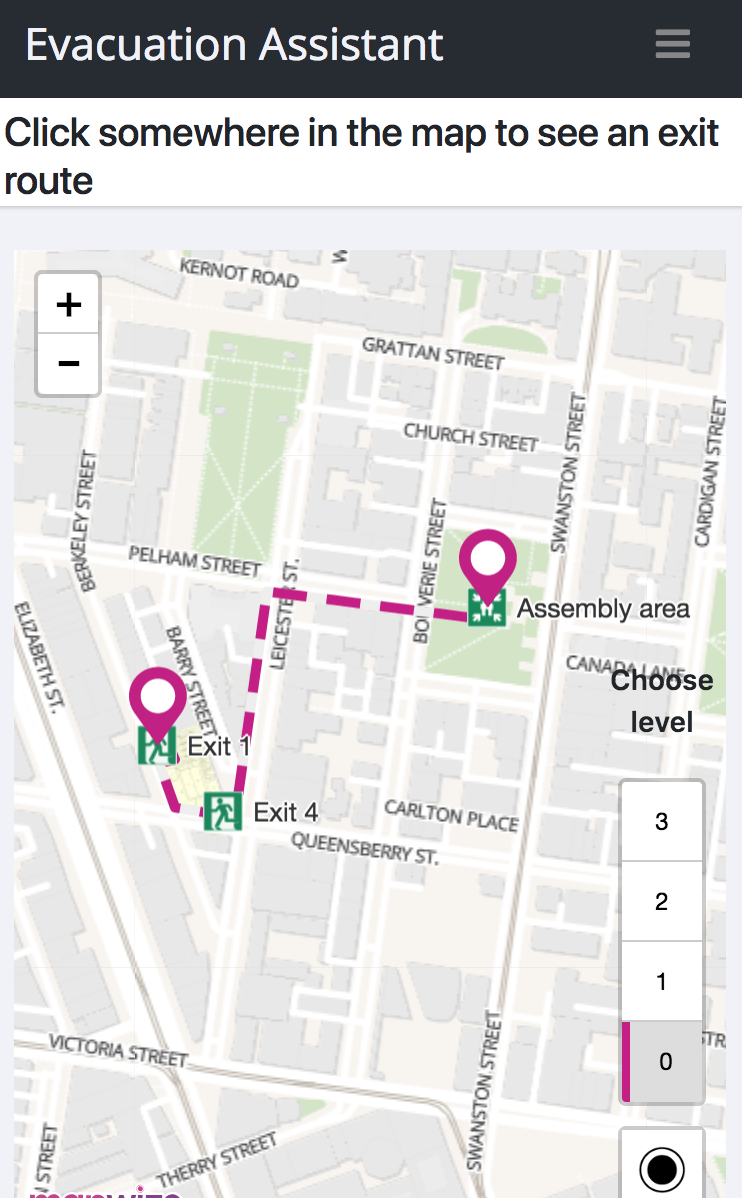 Evacuation Assistant
Click somewhere in the map to see an exit
route
+
−
W
KERNOT ROAD
GRATTAN STREET
CHURCH STREET
SWANSTON STREET
CARDIGAN STREET
BERKELEY STREET
PELHAM STREET
LEICESTER ST.
Assembly area
ELIZABETH ST.
BARRY STREET
CANADA LANE
Choose
level
Exit 1
Exit 4
CARLTON PLACE
QUEENSBERRY ST.
3
2
1
0
VICTORIA STREET
STR
SWANSTON STREET
THERRY STREET
N STREET
mapwize